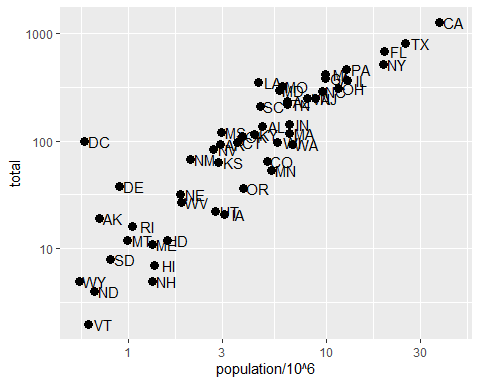 CA
TX
1000
FL
NY
PA
IL
OH
LA
MO
MD
SC
AL
IN
MA
WA
MS
CT
KY
DC
100
NV
NM
KS
CO
MN
total
DE
NE
WV
OR
UT
IA
AK
RI
MT
ME
ID
10
SD
HI
WY
NH
ND
VT
1
3
10
30
population/10^6